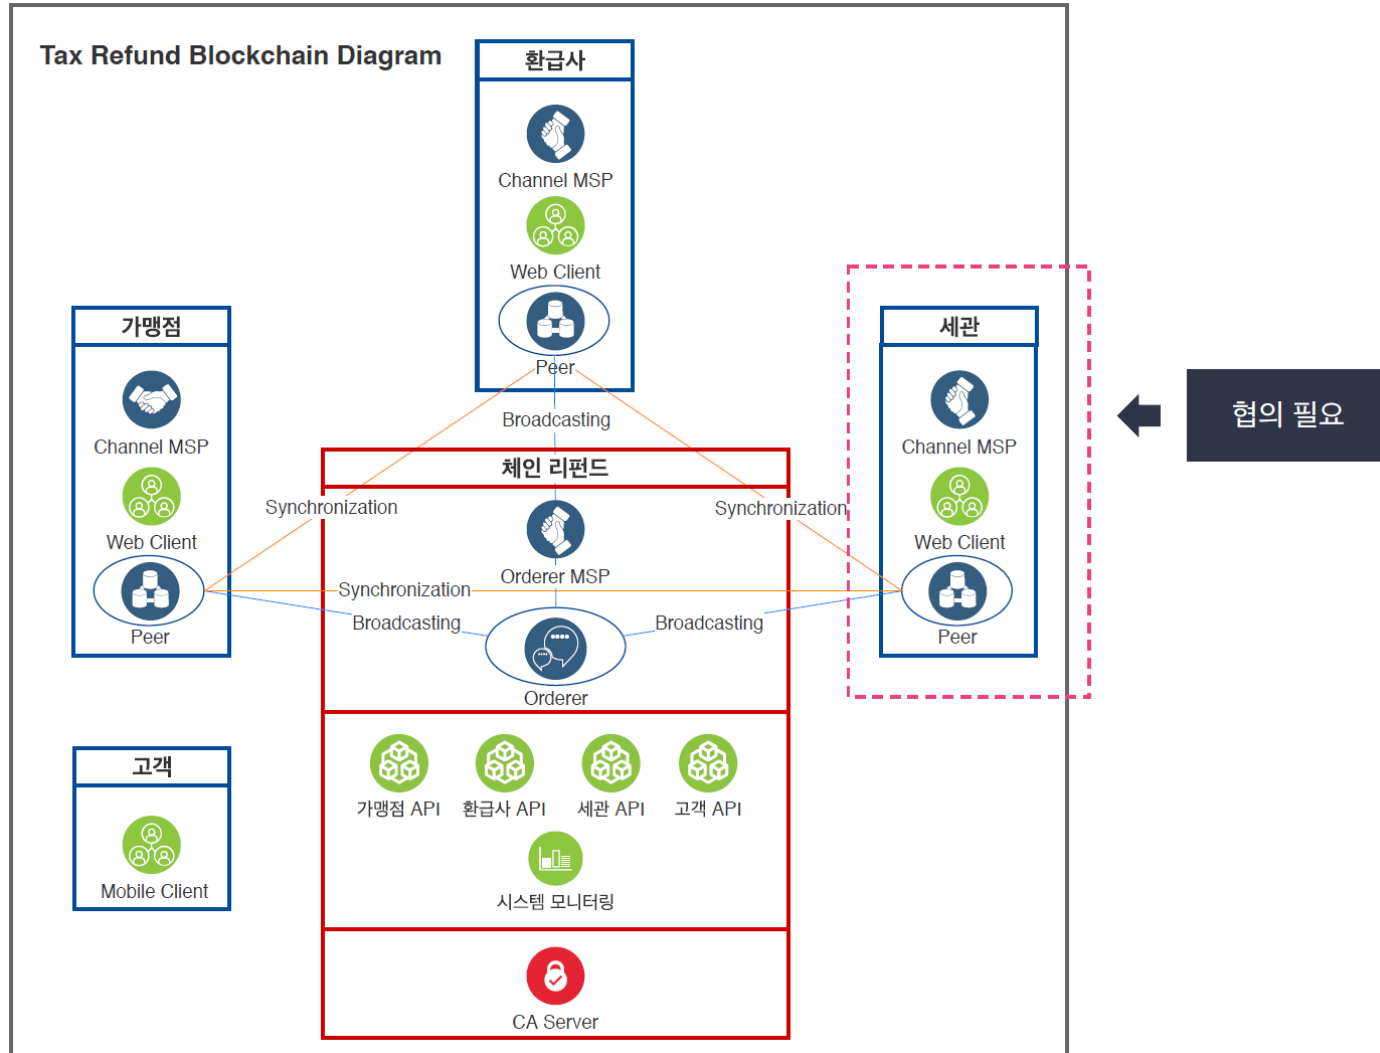 Tax Refund Blockchain Diagram
환급사
Channel MSP
Web Client
Peer
가맹점
Channel MSP
Web Client
Peer
세관
Channel MSP
Web Client
Peer
협의 필요
Broadcasting
Synchronization
Synchronization
Synchronization
Broadcasting
Broadcasting
체인 리펀드
Orderer MSP
Orderer
가맹점 API
환급사 API
세관 API
고객 API
시스템 모니터링
CA Server
고객
Mobile Client